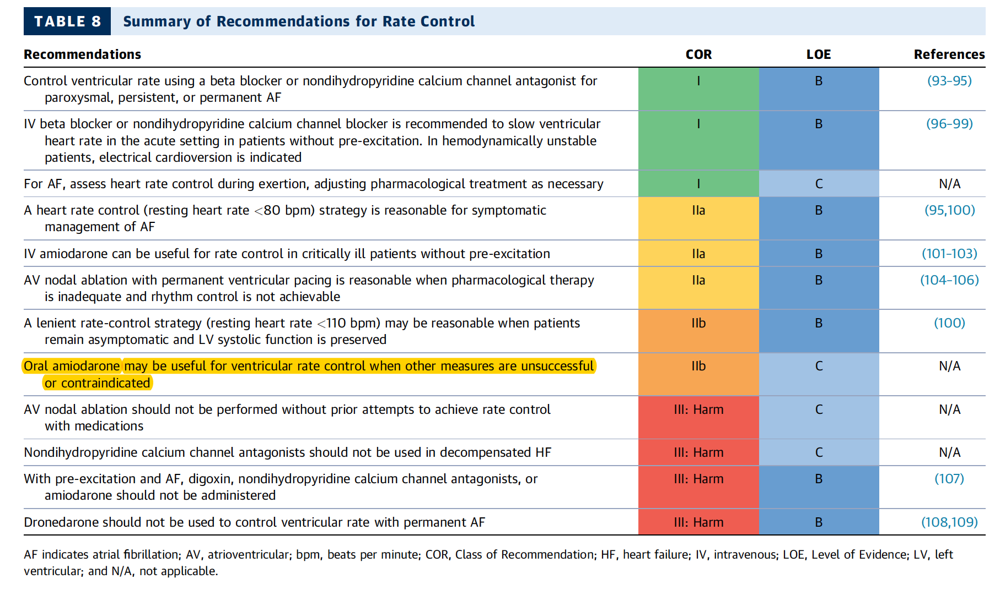 TABLE 8 Summary of Recommendations for Rate Control
Recommendations COR LOE References
Control ventricular rate using a beta blocker or nondihydropyridine calcium channel antagonist for I B (93–95)
paroxysmal, persistent, or permanent AF
IV beta blocker or nondihydropyridine calcium channel blocker is recommended to slow ventricular I B (96–99)
heart rate in the acute setting in patients without pre-excitation. In hemodynamically unstable
patients, electrical cardioversion is indicated
For AF, assess heart rate control during exertion, adjusting pharmacological treatment as necessary I C N/A
A heart rate control (resting heart rate <80 bpm) strategy is reasonable for symptomatic IIa B (95,100)
management of AF
IV amiodarone can be useful for rate control in critically ill patients without pre-excitation IIa B (101–103)
AV nodal ablation with permanent ventricular pacing is reasonable when pharmacological therapy IIa B (104–106)
is inadequate and rhythm control is not achievable
A lenient rate-control strategy (resting heart rate <110 bpm) may be reasonable when patients IIb B (100)
remain asymptomatic and LV systolic function is preserved
Oral amiodarone may be useful for ventricular rate control when other measures are unsuccessful IIb C N/A
or contraindicated
AV nodal ablation should not be performed without prior attempts to achieve rate control III: Harm C N/A
with medications
Nondihydropyridine calcium channel antagonists should not be used in decompensated HF III: Harm C N/A
With pre-excitation and AF, digoxin, nondihydropyridine calcium channel antagonists, or III: Harm B (107)
amiodarone should not be administered
Dronedarone should not be used to control ventricular rate with permanent AF III: Harm B (108,109)
AF indicates atrial fibrillation; AV, atrioventricular; bpm, beats per minute; COR, Class of Recommendation; HF, heart failure; IV, intravenous; LOE, Level of Evidence; LV, left
ventricular; and N/A, not applicable.